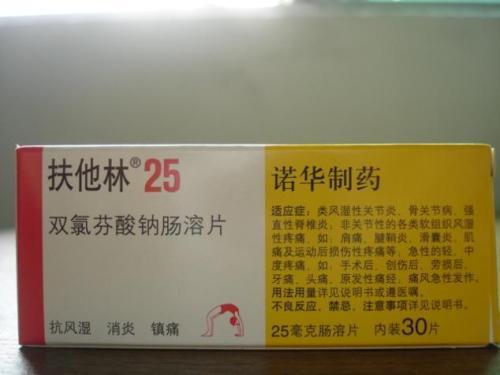 扶他林®25
双氯芬酸钠肠溶片
抗风湿 消炎 镇痛
诺华制药
适应症：类风湿性关节炎、骨关节病、强
直性脊椎炎；非关节性的各类软组织风湿
性疼痛，如：肩痛、腱鞘炎、滑囊炎、肌
痛及运动后损伤性疼痛等；急性的轻、中
度疼痛，如：手术后、创伤后、劳损后、
牙痛、头痛、原发性痛经、痛风急性发作。
用法用量详见说明书或遵医嘱。
不良反应、禁忌、注意事项详见说明书。
25毫克肠溶片 内装30片